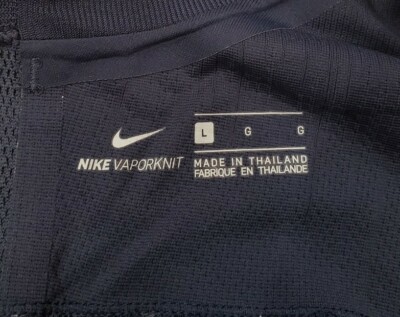 NIKE VAPORKNIT
L G G
MADE IN THAILAND
FABRIQUE EN THAILANDE